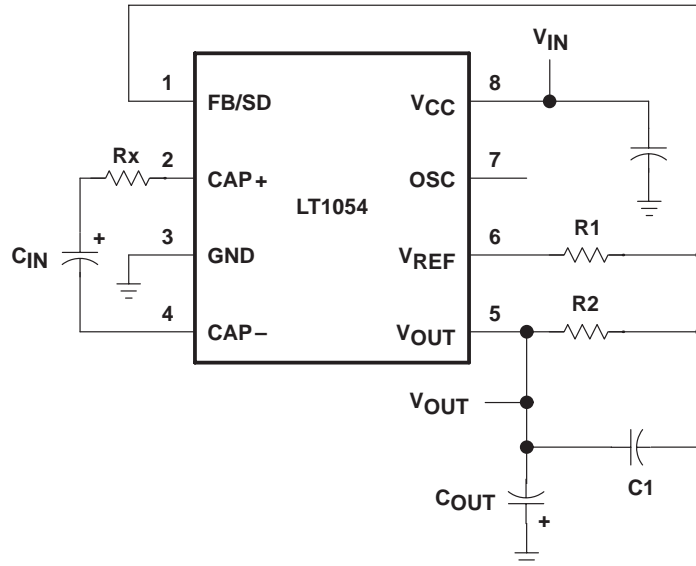 VIN
1
FB/SD
VCC
8
Rx
2
CAP+
OSC
7
LT1054
CIN
+
3
GND
VREF
6
R1
4
CAP−
VOUT
5
R2
VOUT
C1
COUT
+